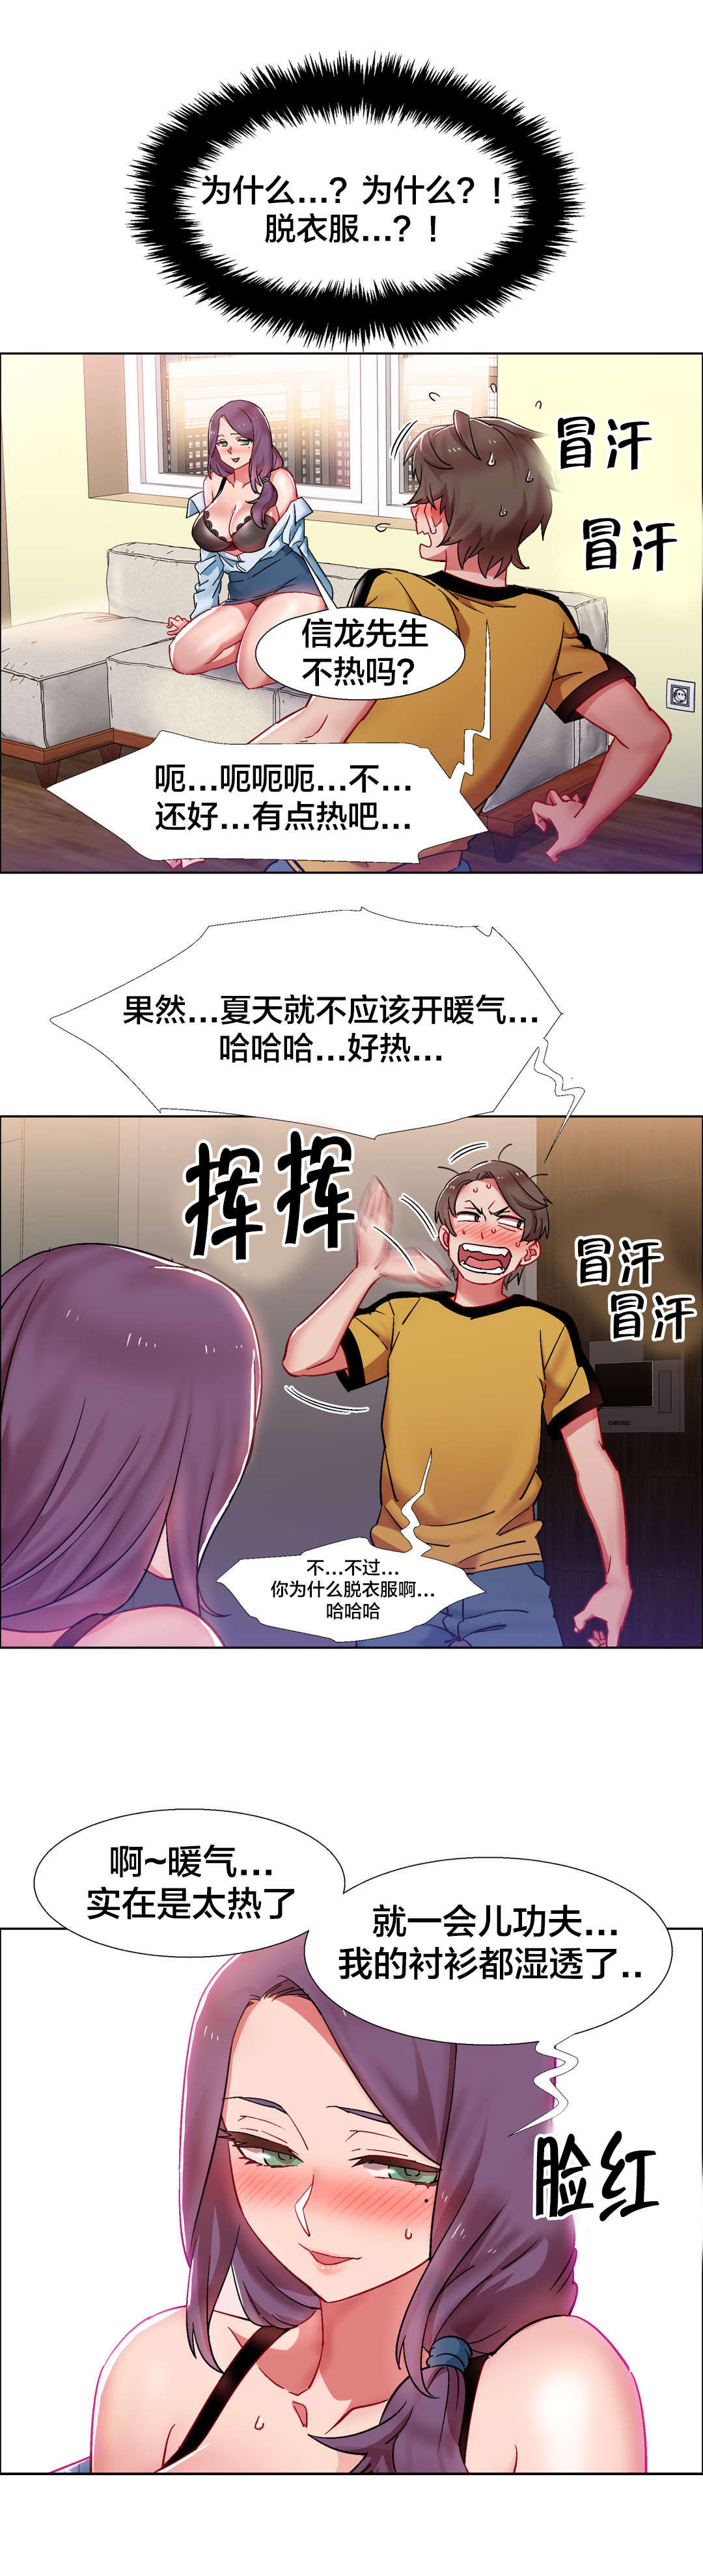 为什么...？为什么？！
脱衣服...？！
冒汗
冒汗
信龙先生
不热吗？
呃...呃呃呃...不...
还好...有点热吧...
果然...夏天就不应该开暖气...
哈哈哈...好热...
挥挥
冒汗
冒汗
不...不过...
你为什么脱衣服啊...
哈哈哈
啊~暖气...
实在是太热了
就一会儿功夫...
我的衬衫都湿透了..
脸红